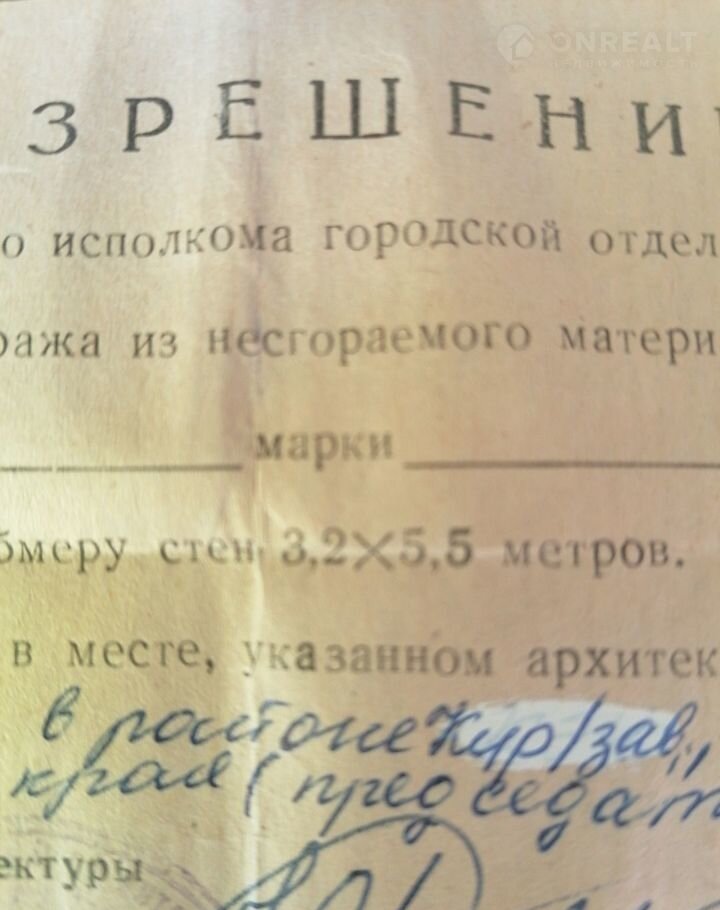 ONREALT
НЕДВИЖИМОСТЬ
ЗРЕШЕНИ
о исполкома городской отдел
ража из несгораемого матери
марки
бмеру стен 3,2×5,5 метров.
в месте, указанном архитек
в районе Кир/зав.,
края (председат
ектуры